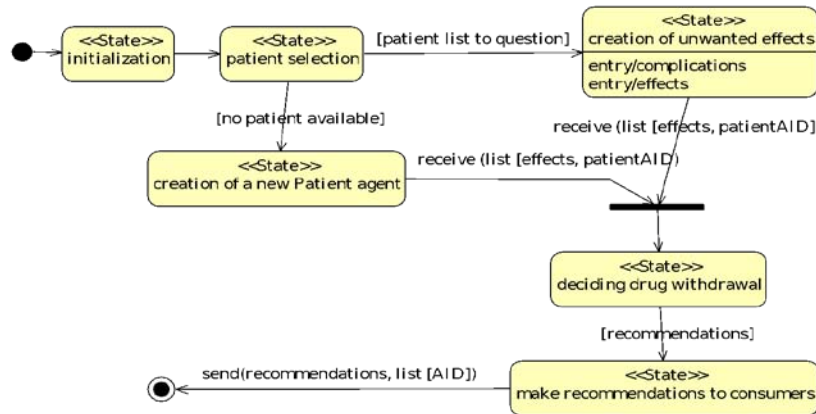 <<State>>
initialization
<<State>>
patient selection
[patient list to question]
<<State>>
creation of unwanted effects
entry/complications
entry/effects
[no patient available]
receive (list [effects, patientAID]
<<State>>
creation of a new Patient agent
receive (list [effects, patientAID)
<<State>>
deciding drug withdrawal
[recommendations]
<<State>>
make recommendations to consumers
send(recommendations, list [AID])